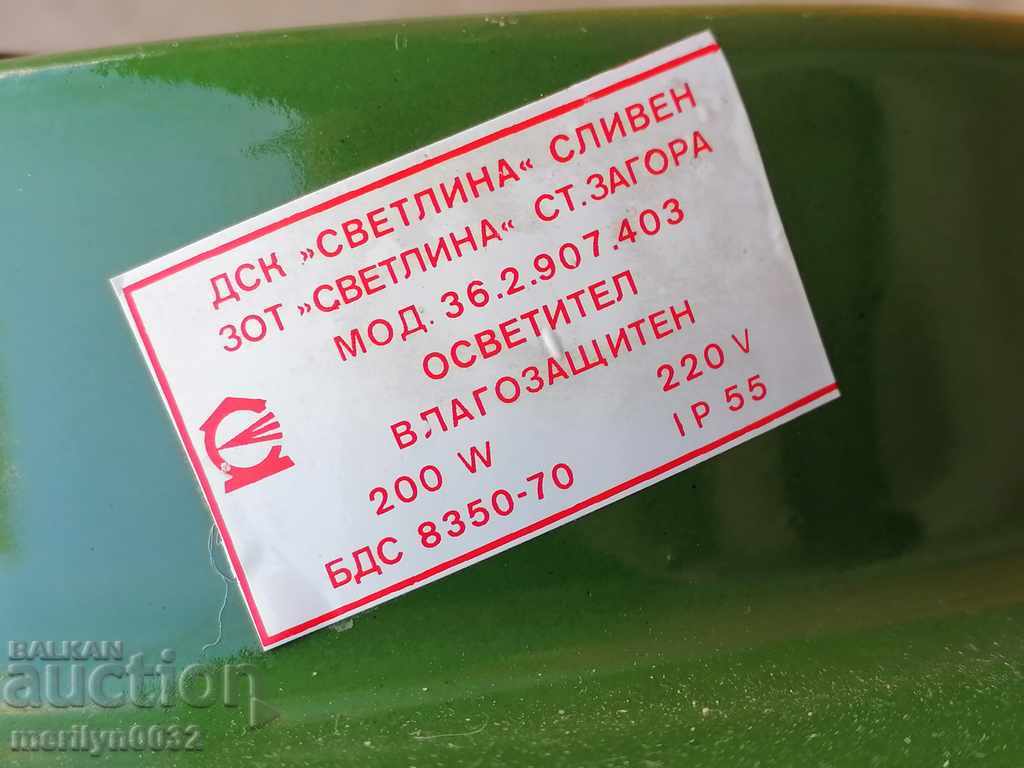 ДСК »СВЕТЛИНА« СЛИВЕН
ЗОТ »СВЕТЛИНА« СТ. ЗАГОРА
МОД. 36.2.907.403
ОСВЕТИТЕЛ
ВЛАГОЗАЩИТЕН
200 W 220 V
БДС 8350-70 IP 55
BALKAN
auction
merilyn0032